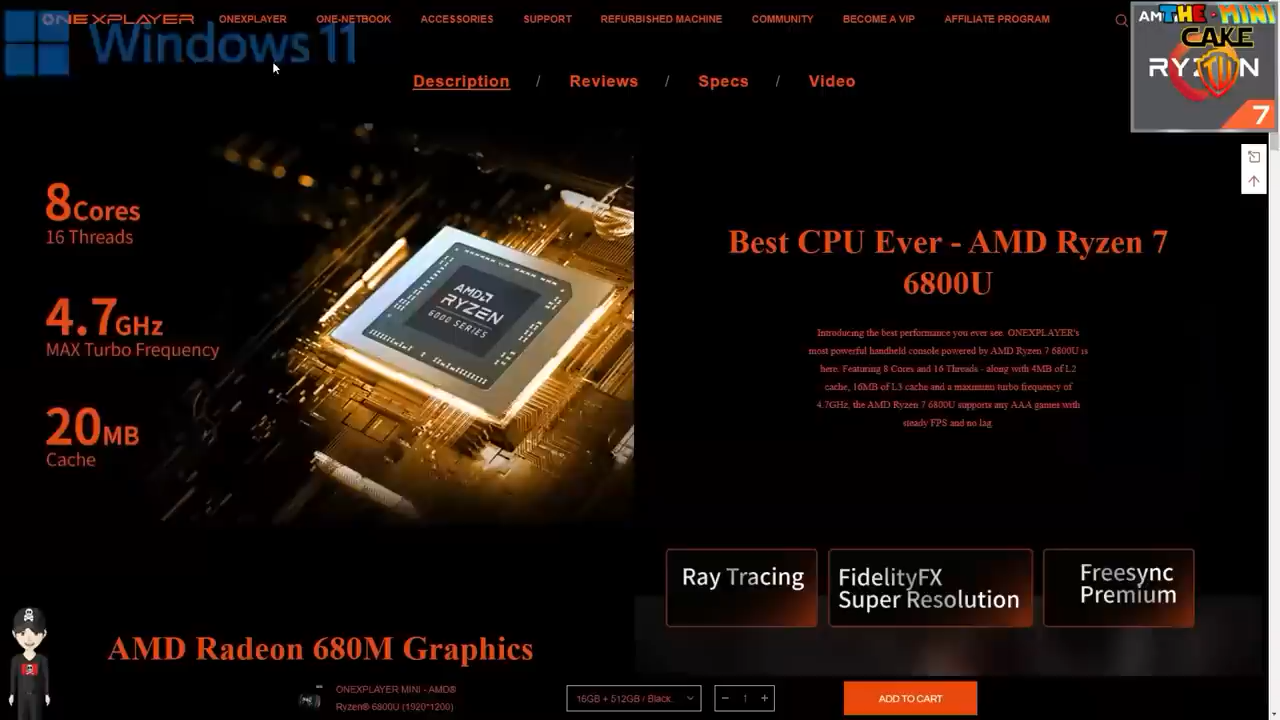 ONEXPLAYER
ONEXPLAYER
ONE-NETBOOK
ACCESSORIES
SUPPORT
REFURBISHED MACHINE
COMMUNITY
BECOME A VIP
AFFILIATE PROGRAM
Windows 11
THE-MINI
CAKE
RYZEN
7
Description / Reviews / Specs / Video
8Cores
16 Threads
4.7GHz
MAX Turbo Frequency
20MB
Cache
AMD
RYZEN
6000 SERIES
Best CPU Ever - AMD Ryzen 7
6800U
Introducing the best performance you ever see. ONEXPLAYER's
most powerful handheld console powered by AMD Ryzen 7 6800U is
here. Featuring 8 Cores and 16 Threads - along with 4MB of L2
cache, 16MB of L3 cache and a maximum turbo frequency of
4.7GHz, the AMD Ryzen 7 6800U supports any AAA games with
steady FPS and no lag
Ray Tracing
FidelityFX
Super Resolution
Freesync
Premium
AMD Radeon 680M Graphics
ONEXPLAYER MINI - AMD®
Ryzen® 6800U (1920*1200)
16GB + 512GB / Black
− 1 +
ADD TO CART